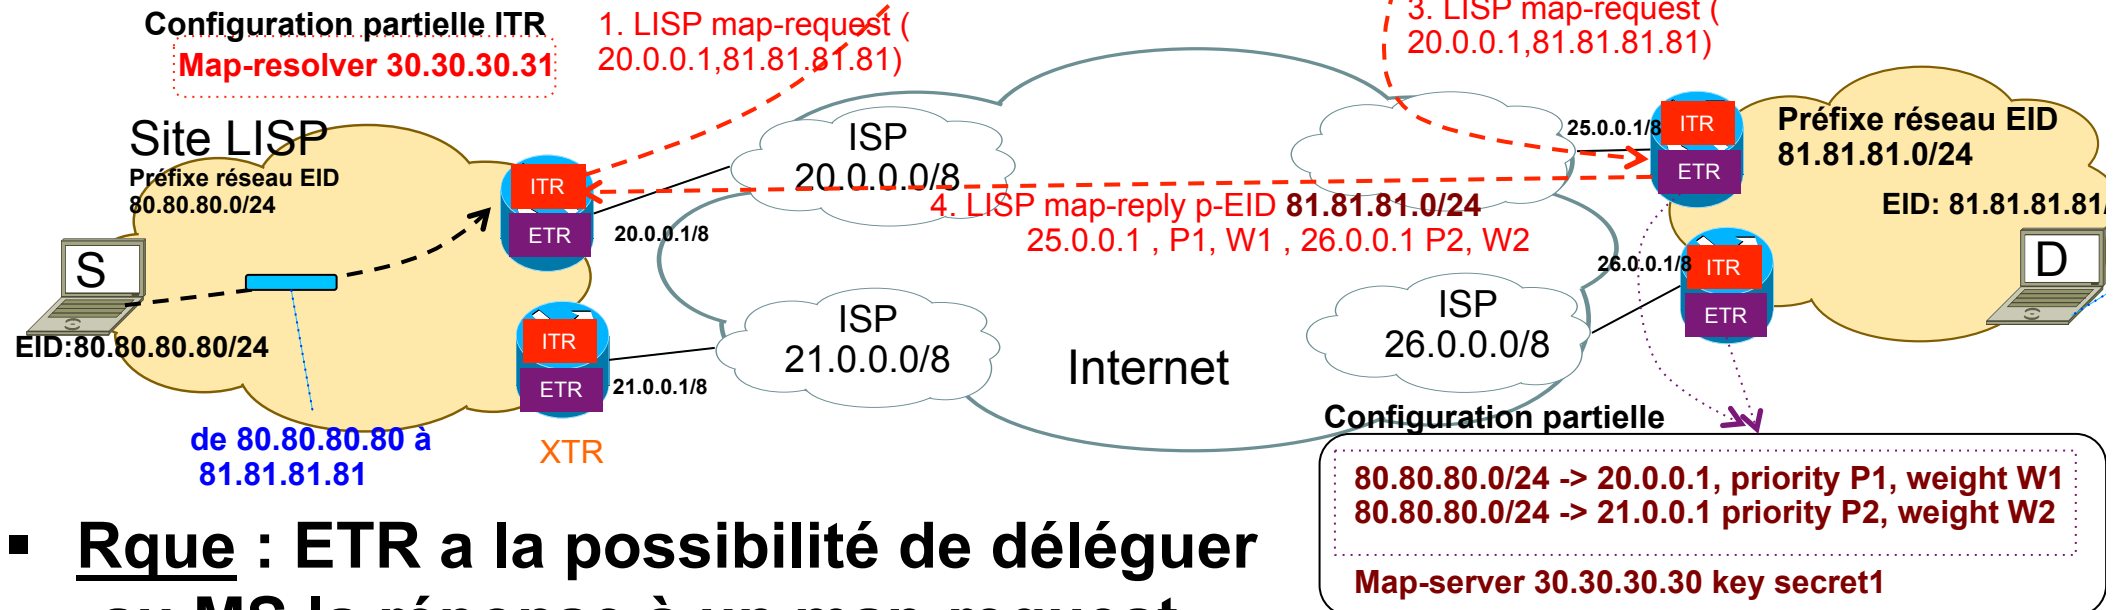 Configuration partielle ITR
Map-resolver 30.30.30.31
1. LISP map-request (
20.0.0.1,81.81.81.81)
3. LISP map-request (
20.0.0.1,81.81.81.81)
Site LISP
Préfixe réseau EID
80.80.80.0/24
ITR
ETR
20.0.0.1/8
ISP
20.0.0.0/8
25.0.0.1/8
ITR
ETR
Préfixe réseau EID
81.81.81.0/24
EID: 81.81.81.81/
4. LISP map-reply p-EID 81.81.81.0/24
25.0.0.1 , P1, W1 , 26.0.0.1 P2, W2
S
EID:80.80.80.80/24
D
26.0.0.1/8
ITR
ETR
ITR
ETR
21.0.0.1/8
XTR
ISP
21.0.0.0/8
Internet
ISP
26.0.0.0/8
de 80.80.80.80 à
81.81.81.81
Configuration partielle
80.80.80.0/24 -> 20.0.0.1, priority P1, weight W1
80.80.80.0/24 -> 21.0.0.1 priority P2, weight W2
Map-server 30.30.30.30 key secret1
▪ Rque : ETR a la possibilité de déléguer
au MS la réponse à un map-request